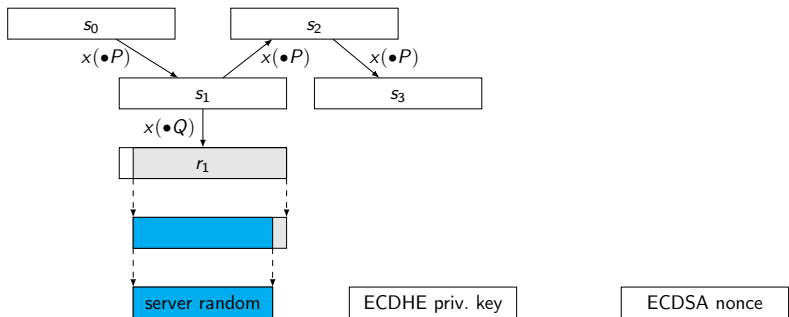 s₀
s₂
x(•P)
x(•P)
x(•P)
s₁
s₃
x(•Q)
r₁
server random
ECDHE priv. key
ECDSA nonce